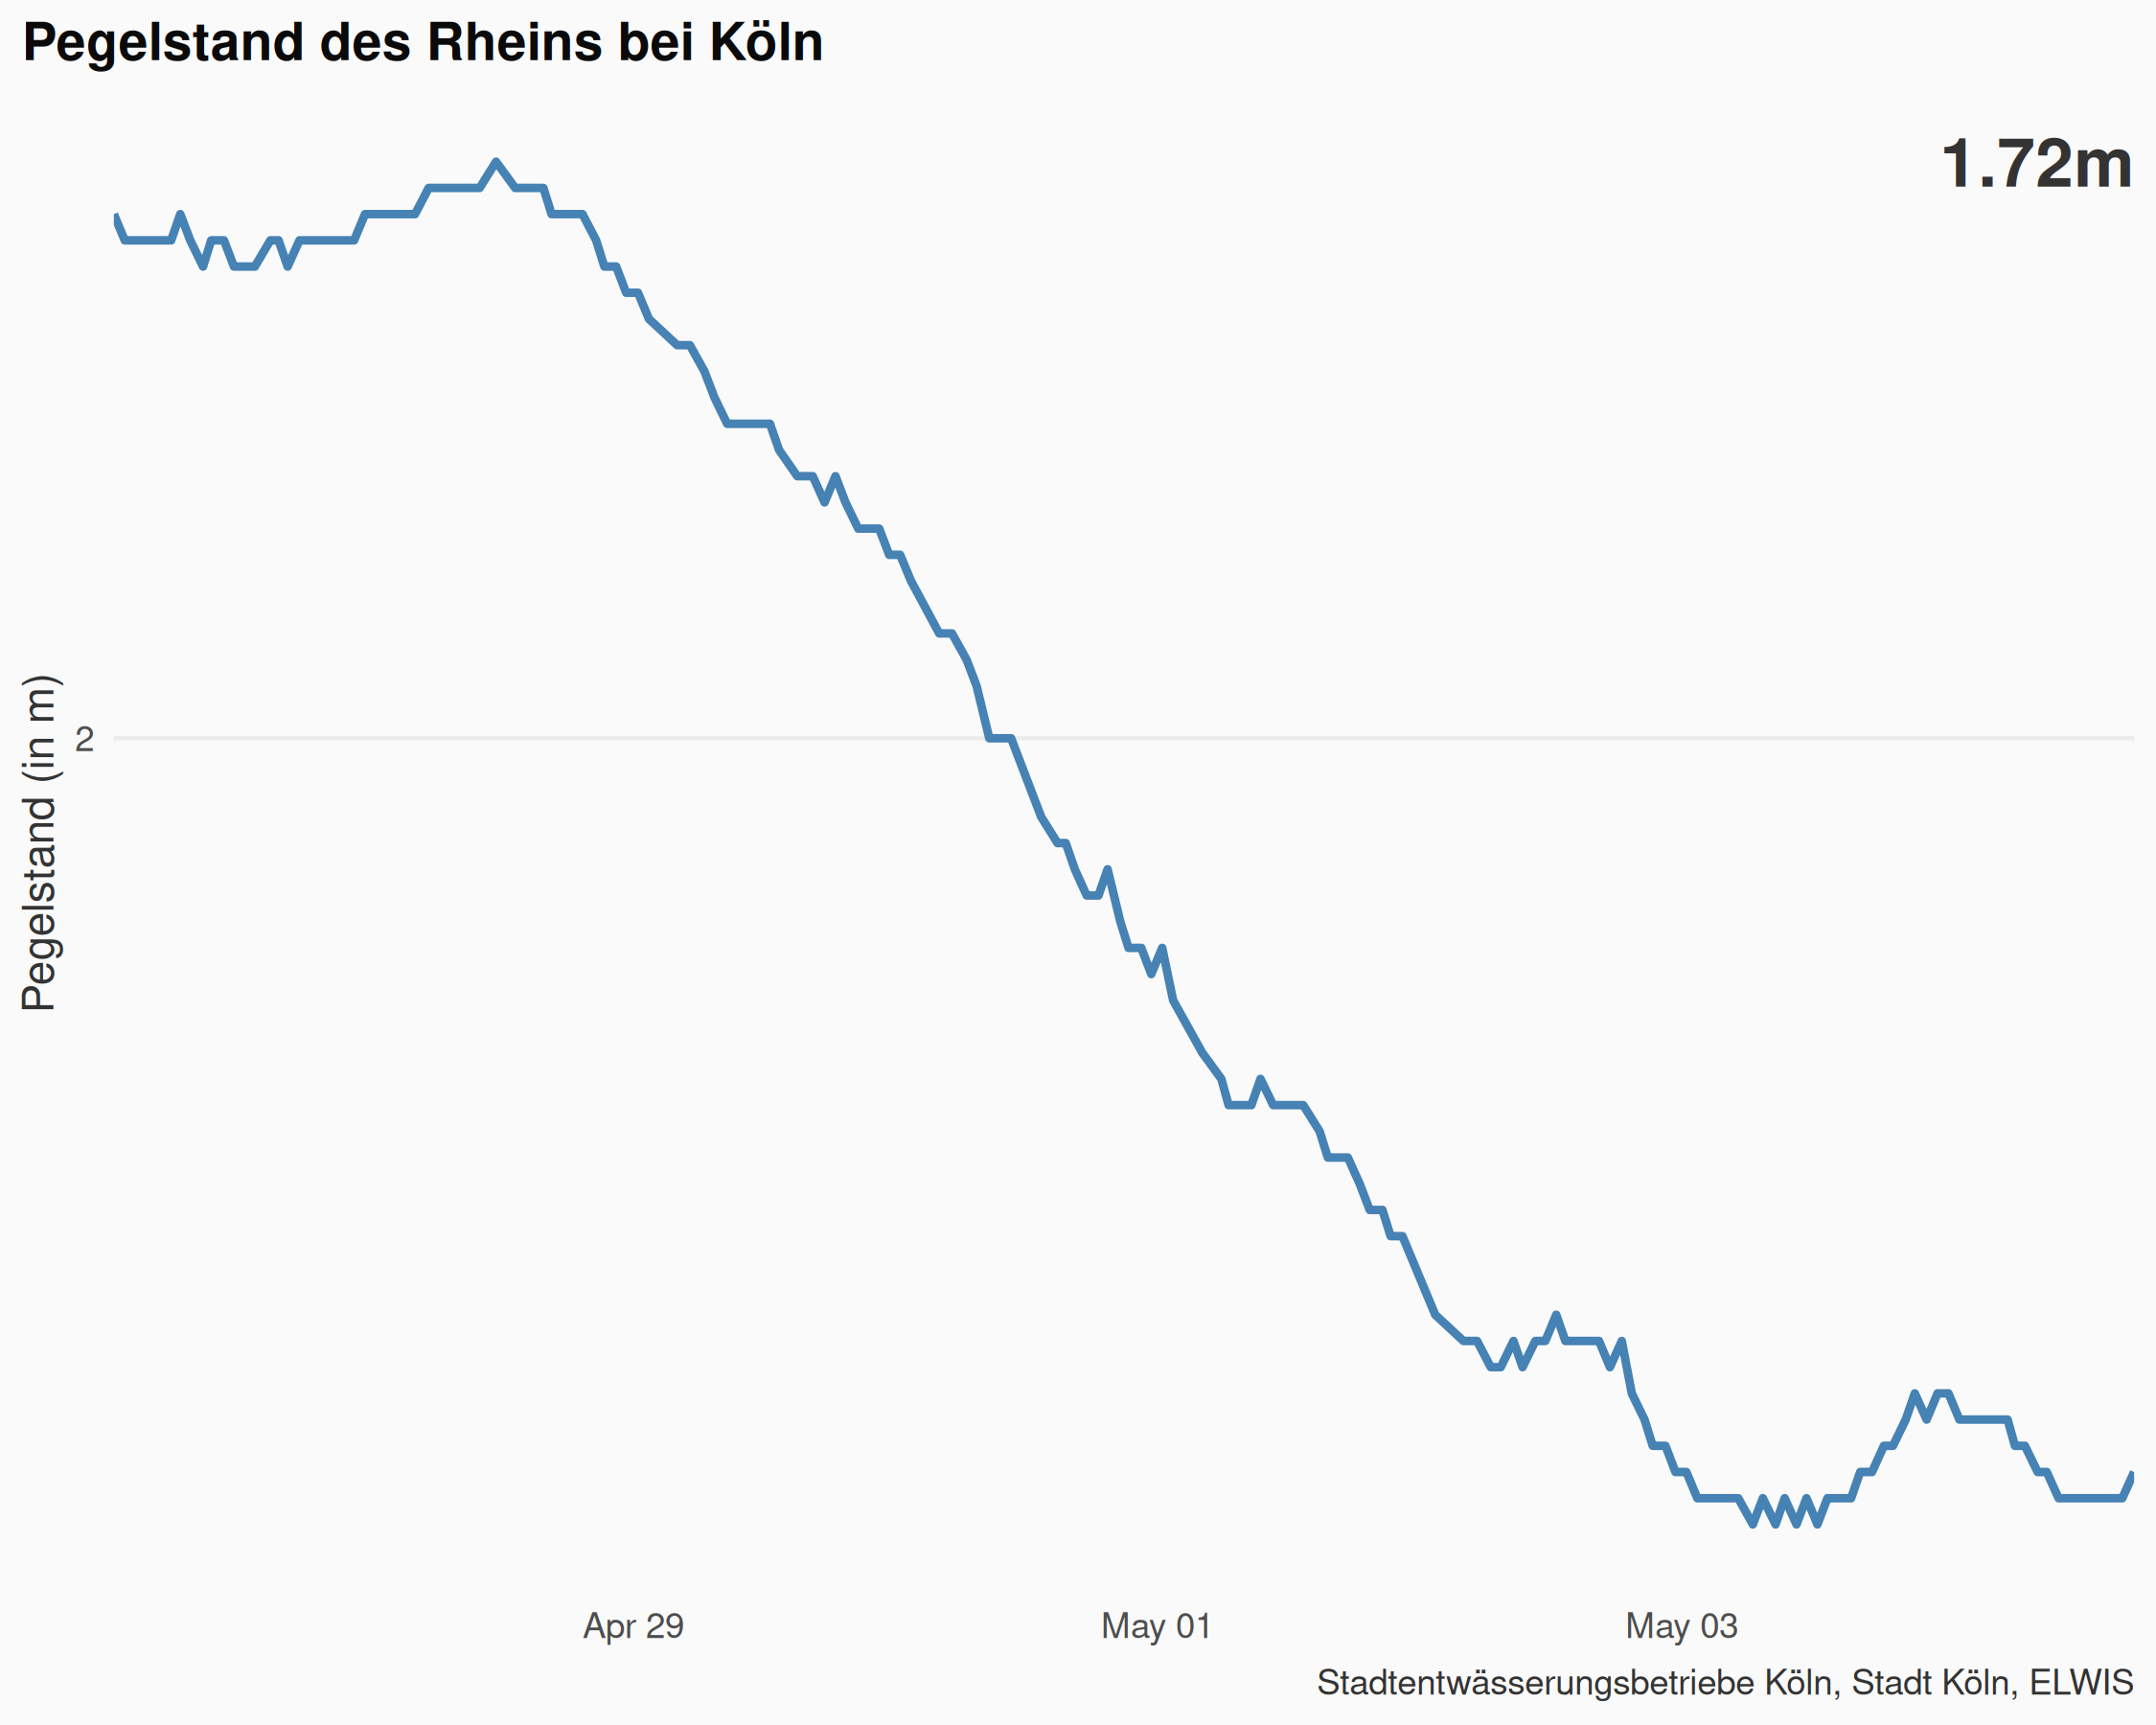 Pegelstand des Rheins bei Köln
1.72m
Pegelstand (in m)
2
Apr 29
May 01
May 03
Stadtentwässerungsbetriebe Köln, Stadt Köln, ELWIS